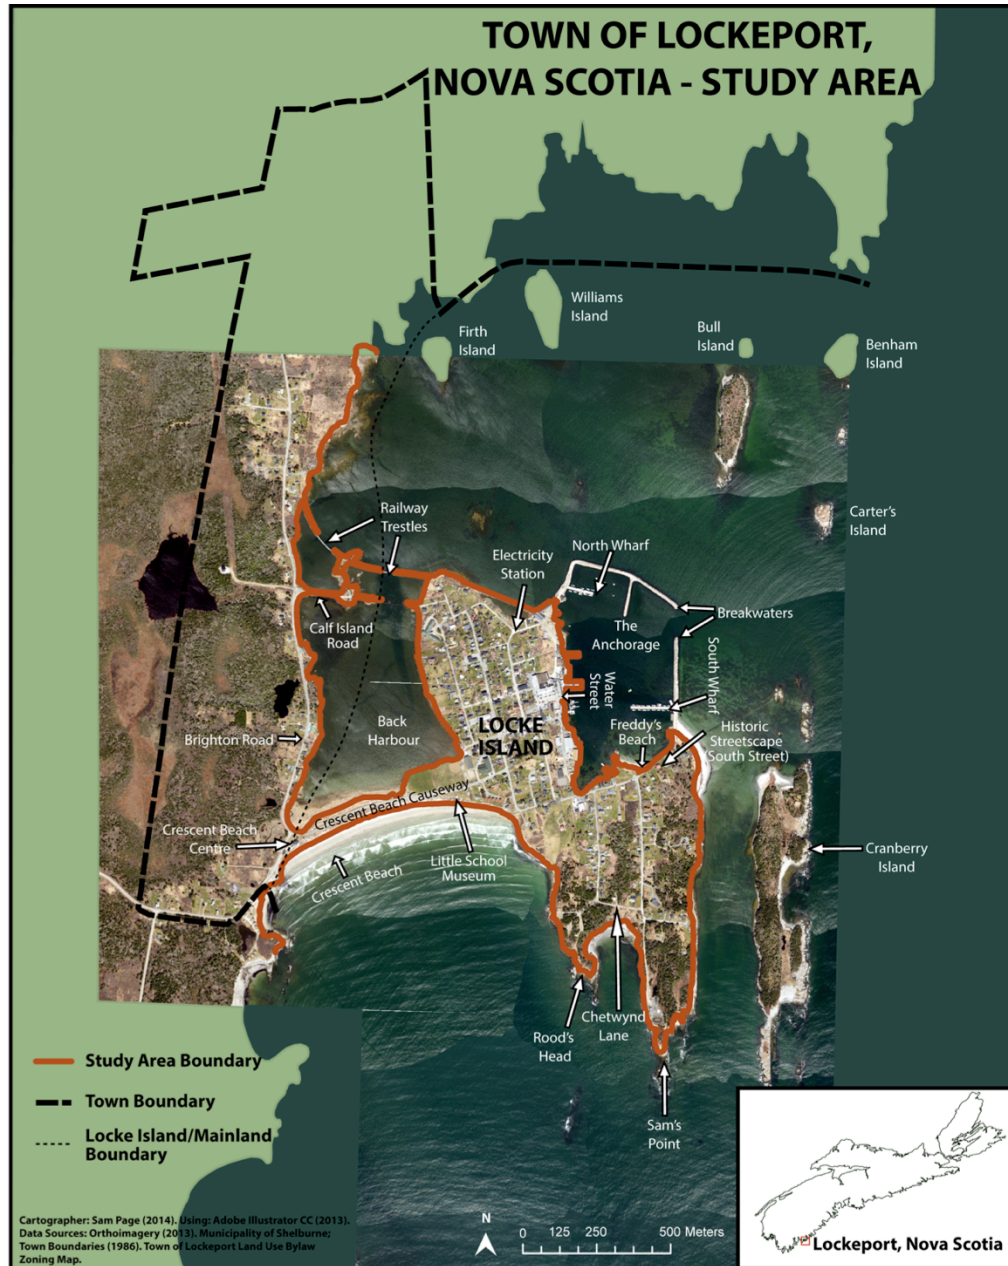 TOWN OF LOCKEPORT,
NOVA SCOTIA - STUDY AREA
Williams
Island
Firth
Island
Bull
Island
Benham
Island
Carter's
Island
Railway
Trestles
North Wharf
Electricity
Station
Breakwaters
The
Anchorage
Calf Island
Road
South Wharf
Water
Street
Freddy's
Beach
Historic
Streetscape
(South Street)
Back
Harbour
LOCKE
ISLAND
Brighton Road
Crescent Beach Causeway
Crescent Beach
Centre
Crescent Beach
Little School
Museum
Cranberry
Island
Rood's
Head
Chetwynd
Lane
Sam's
Point
Study Area Boundary
Town Boundary
Locke Island/Mainland
Boundary
Cartographer: Sam Page (2014). Using: Adobe Illustrator CC (2013).
Data Sources: Orthoimagery (2013). Municipality of Shelburne;
Town Boundaries (1986). Town of Lockeport Land Use Bylaw
Zoning Map.
N
0 125 250 500 Meters
Lockeport, Nova Scotia